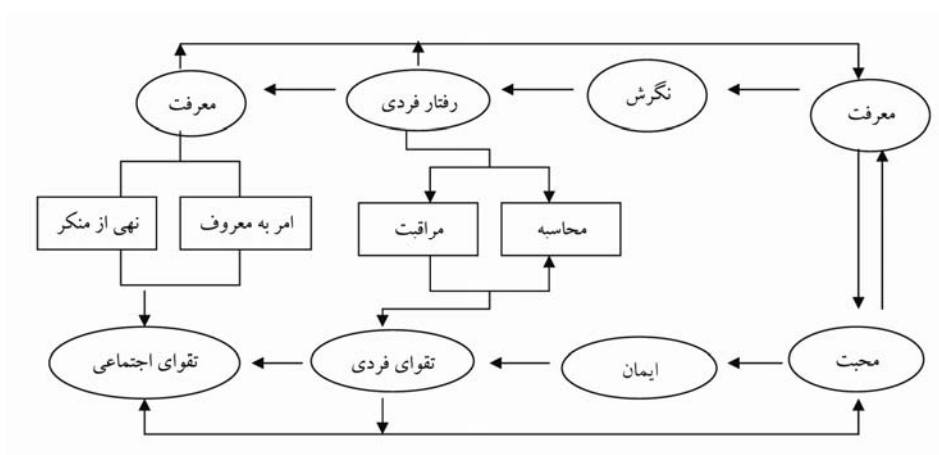 معرفت
نگرش
رفتار فردی
معرفت
محاسبه
مراقبت
امر به معروف
نهی از منکر
محبت
ایمان
تقوای فردی
تقوای اجتماعی